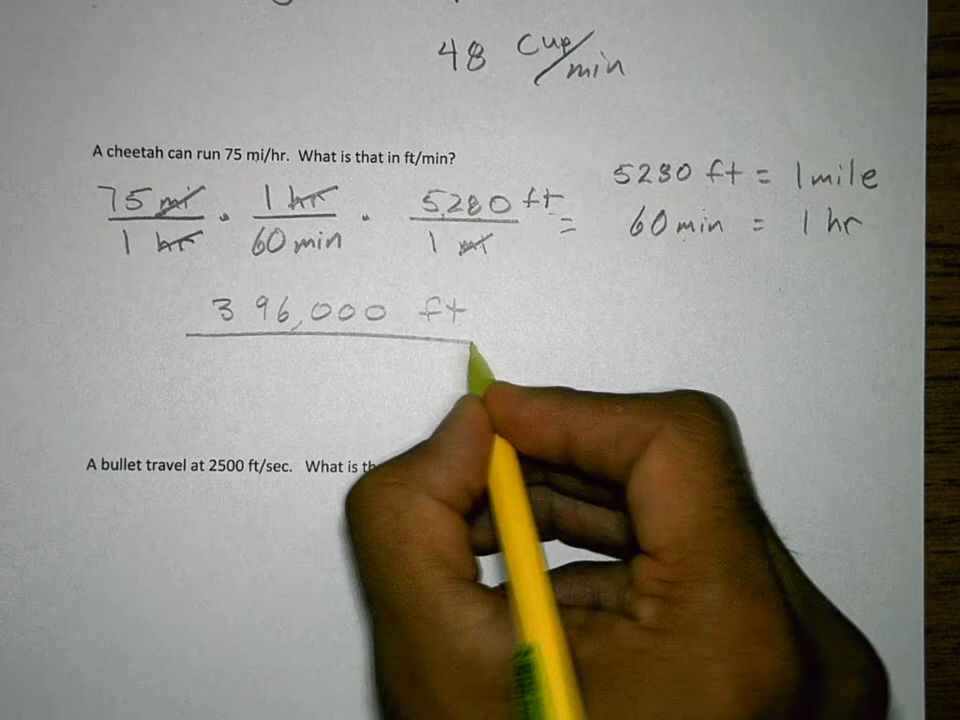 48 cup/min
A cheetah can run 75 mi/hr. What is that in ft/min?
5280 ft = 1 mile
60 min = 1 hr
75 mi / 1 hr · 1 hr / 60 min · 5,280 ft / 1 mi =
396,000 ft
A bullet travel at 2500 ft/sec. What is